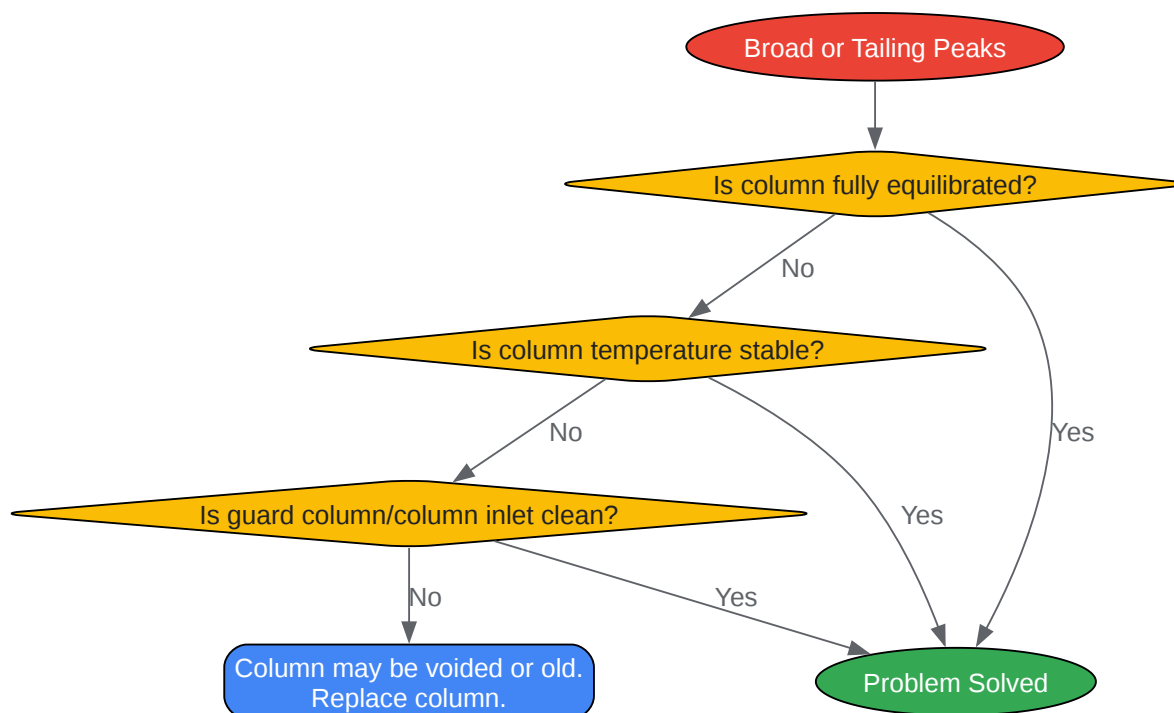 Broad or Tailing Peaks
Is column fully equilibrated?
No
Is column temperature stable?
No
Yes
Is guard column/column inlet clean?
Yes
No
Yes
Column may be voided or old.
Replace column.
Problem Solved